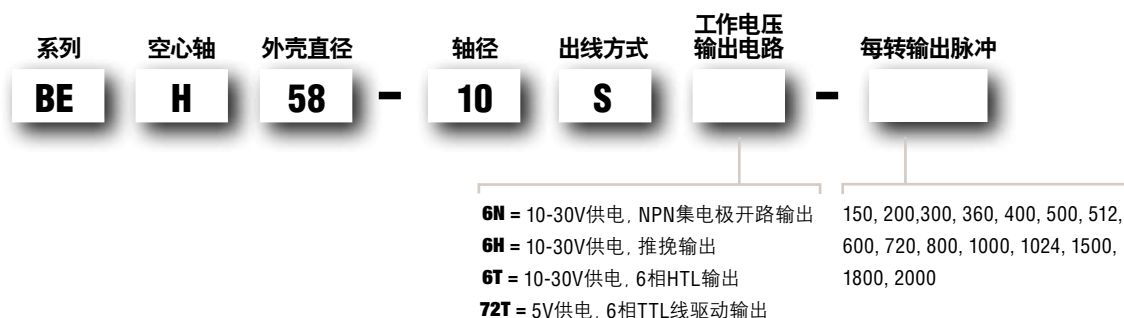 系列 空心轴 外壳直径 轴径 出线方式 工作电压 输出电路 每转输出脉冲
BE H 58 – 10 S –
6N = 10-30V供电, NPN集电极开路输出
6H = 10-30V供电, 推挽输出
6T = 10-30V供电, 6相HTL输出
72T = 5V供电, 6相TTL线驱动输出
150, 200,300, 360, 400, 500, 512,
600, 720, 800, 1000, 1024, 1500,
1800, 2000